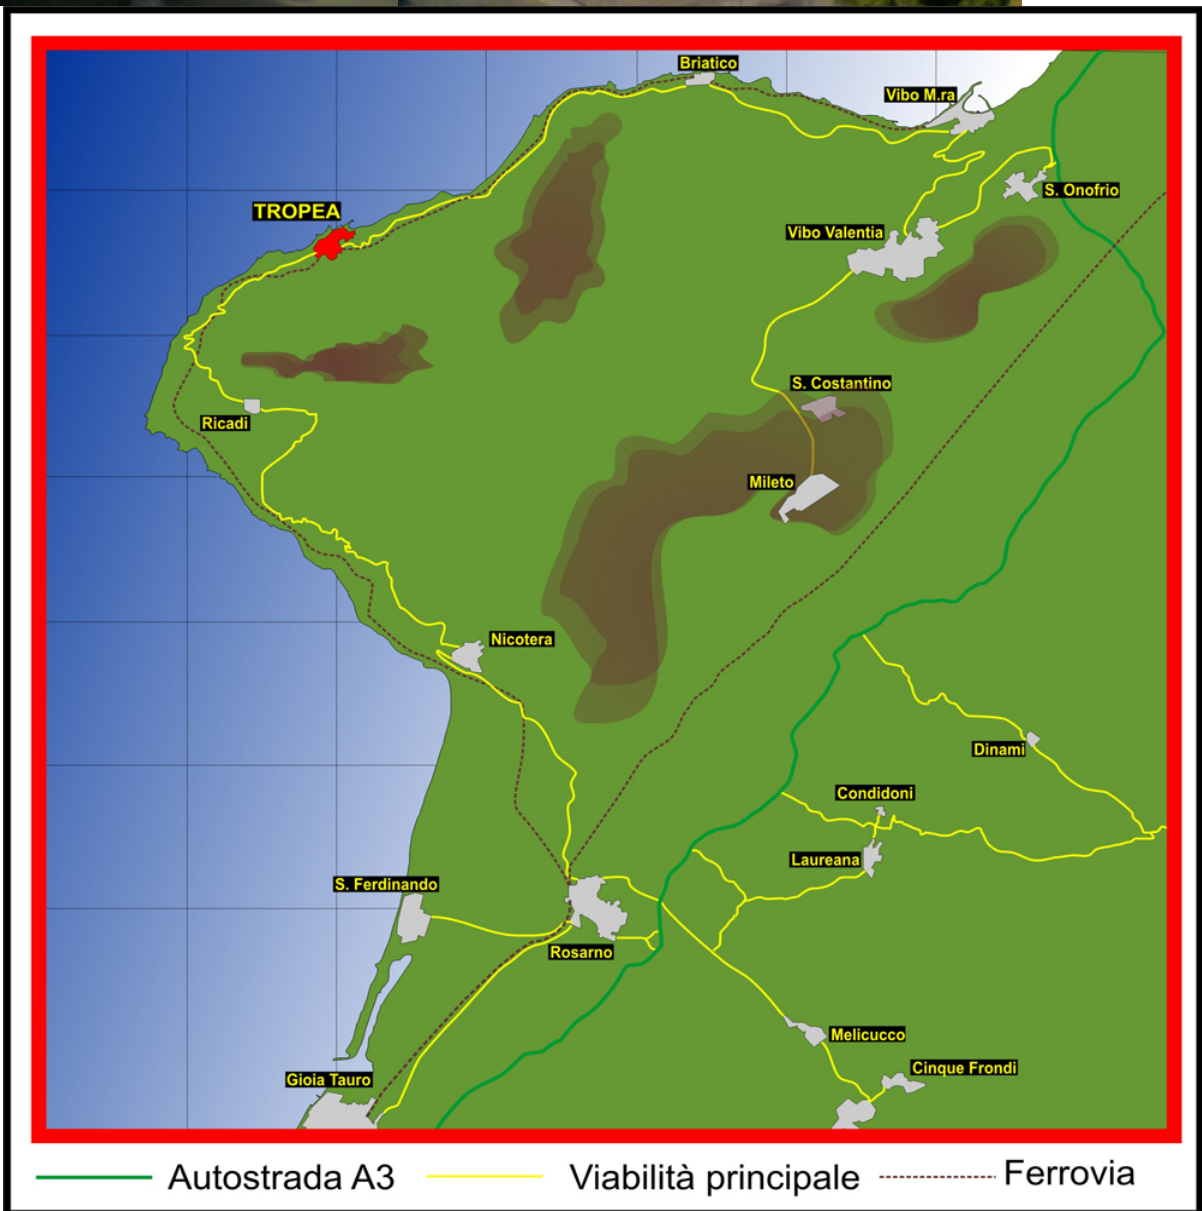 Briatico
Vibo M.ra
S. Onofrio
TROPEA
Vibo Valentia
S. Costantino
Ricadi
Mileto
Nicotera
Dinami
Condidoni
Laureana
S. Ferdinando
Rosarno
Melicucco
Cinque Frondi
Gioia Tauro
Autostrada A3 Viabilità principale Ferrovia